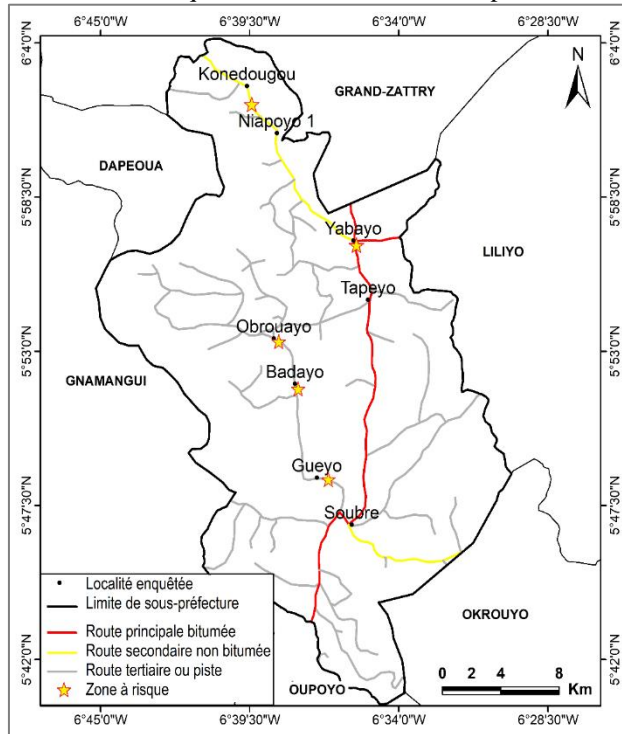 6°45'0"W 6°39'30"W 6°34'0"W 6°28'30"W
6°4'0"N 6°4'0"N
N
Konedougou
GRAND-ZATTRY
Niapoyo 1
DAPEOUA
5°58'30"N 5°58'30"N
Yabayo
LILIYO
Tapeyo
Obrouayo
5°53'0"N 5°53'0"N
Badayo
GNAMANGUI
Gueyo
5°47'30"N 5°47'30"N
Soubre
Localité enquêtée
Limite de sous-préfecture
OKROUYO
Route principale bitumée
Route secondaire non bitumée
Route tertiaire ou piste
5°42'0"N 5°42'0"N
Zone à risque
OUPOYO
0 2 4 8
Km
6°45'0"W 6°39'30"W 6°34'0"W 6°28'30"W